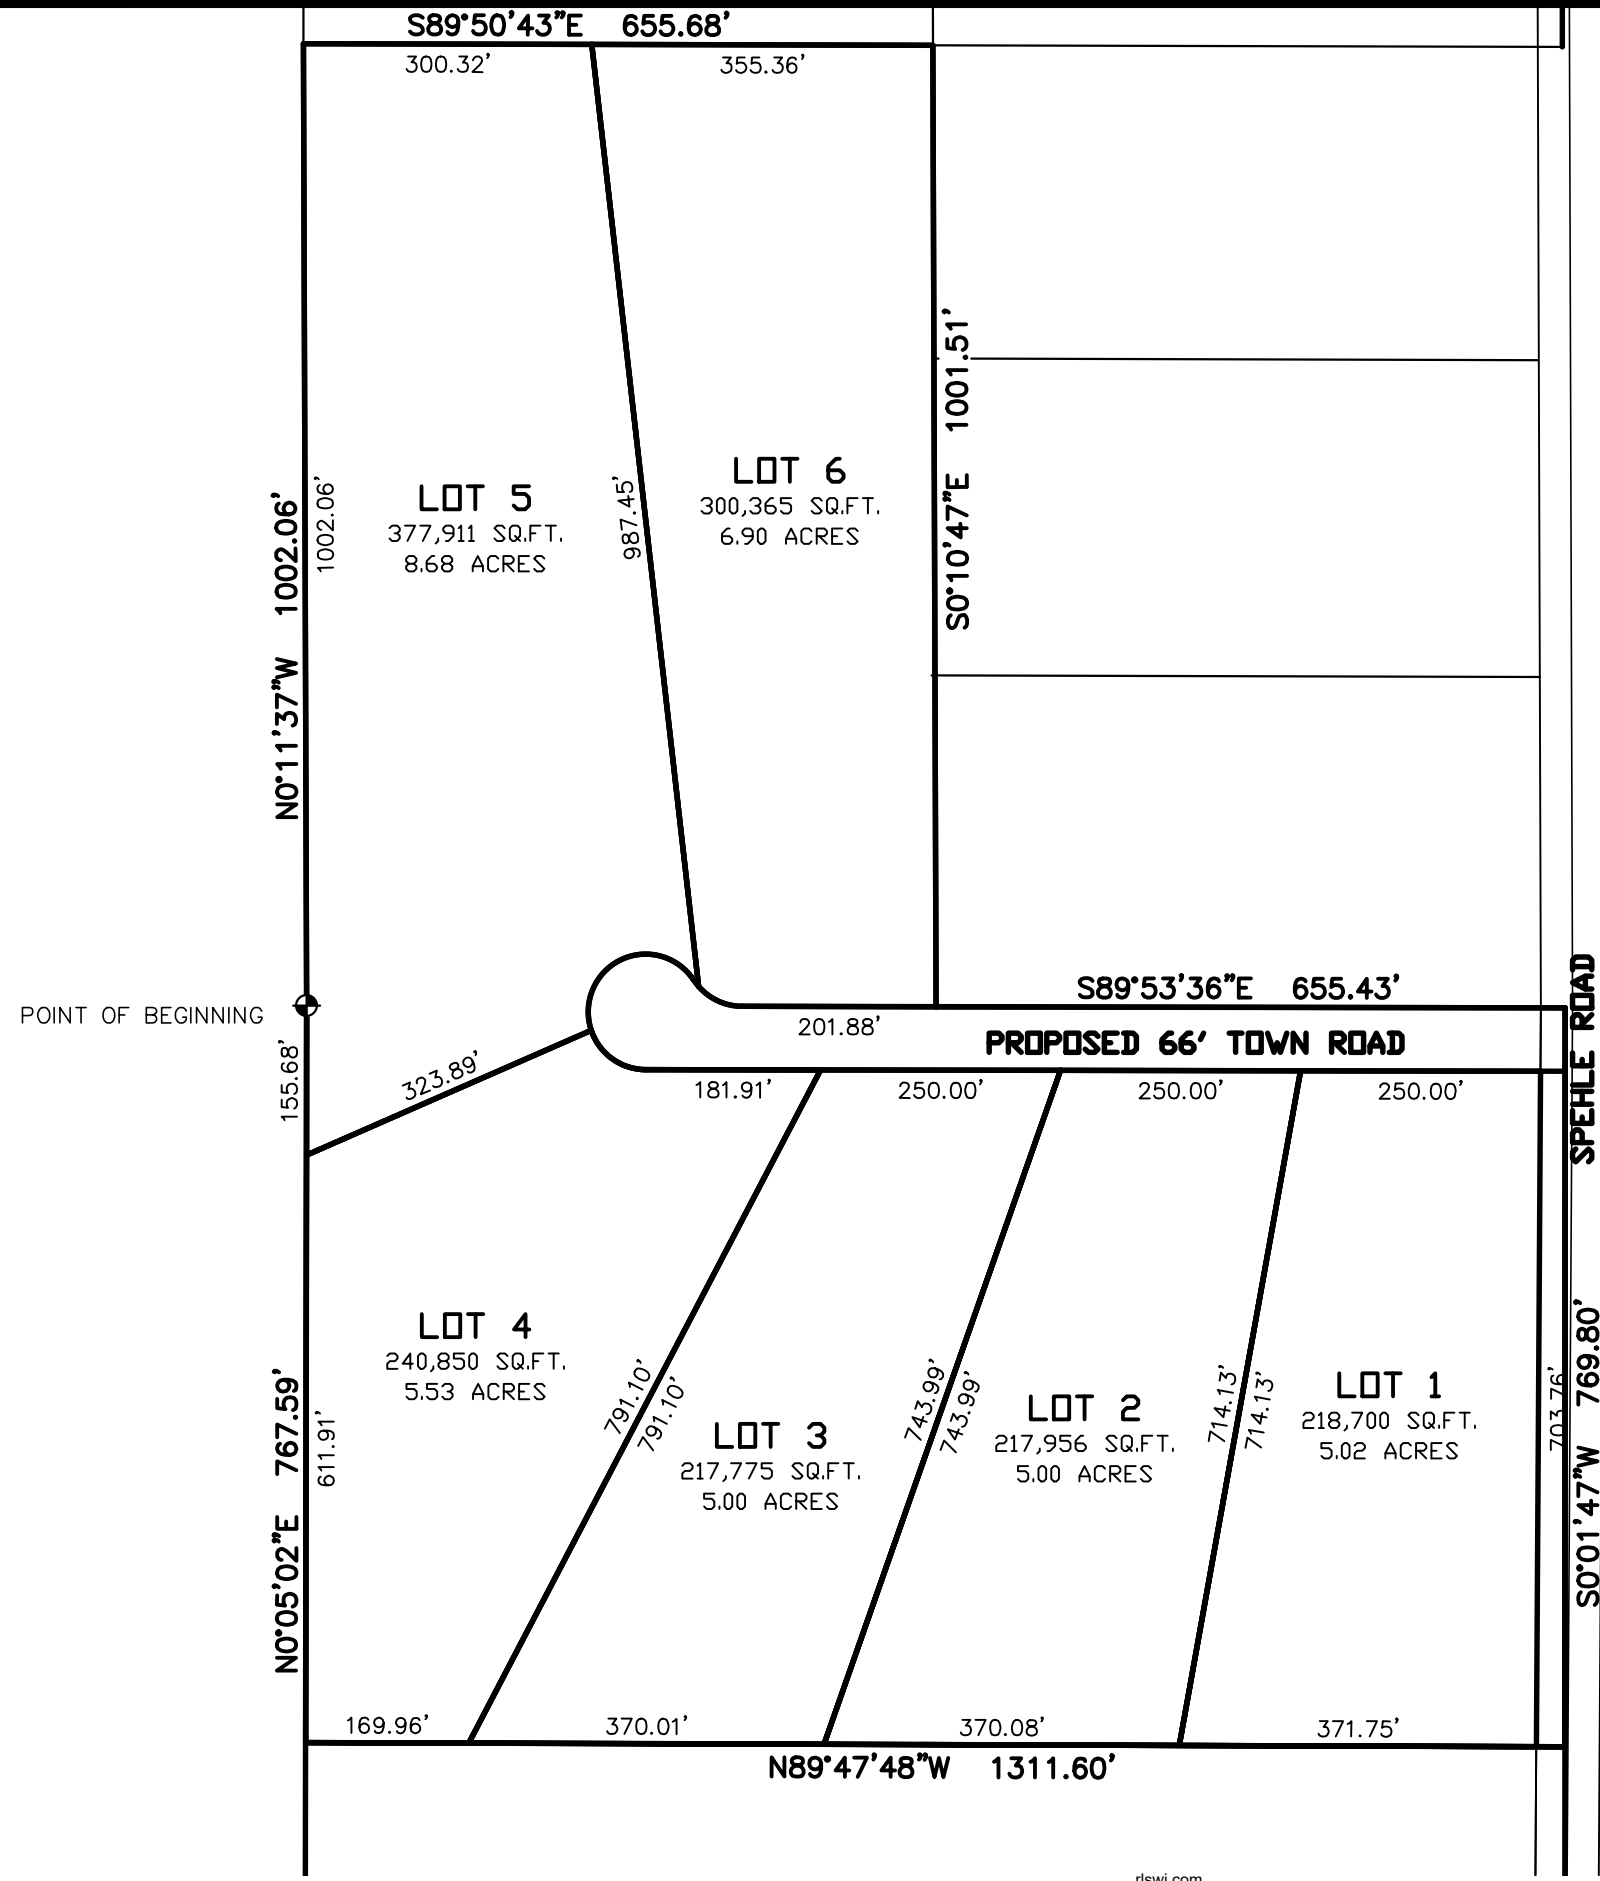 S89°50'43"E 655.68'
300.32'
355.36'
N0°11'37"W 1002.06'
1002.06'
LOT 5
377,911 SQ.FT.
8.68 ACRES
987.45'
LOT 6
300,365 SQ.FT.
6.90 ACRES
S0°10'47"E 1001.51'
POINT OF BEGINNING
S89°53'36"E 655.43'
201.88'
PROPOSED 66' TOWN ROAD
SPEHLE ROAD
155.68'
323.89'
181.91'
250.00'
250.00'
250.00'
N0°05'02"E 767.59'
611.91'
LOT 4
240,850 SQ.FT.
5.53 ACRES
791.10'
791.10'
LOT 3
217,775 SQ.FT.
5.00 ACRES
743.99'
743.99'
LOT 2
217,956 SQ.FT.
5.00 ACRES
714.13'
714.13'
LOT 1
218,700 SQ.FT.
5.02 ACRES
703.76'
S0°01'47"W 769.80'
169.96'
370.01'
370.08'
371.75'
N89°47'48"W 1311.60'
rlswi.com